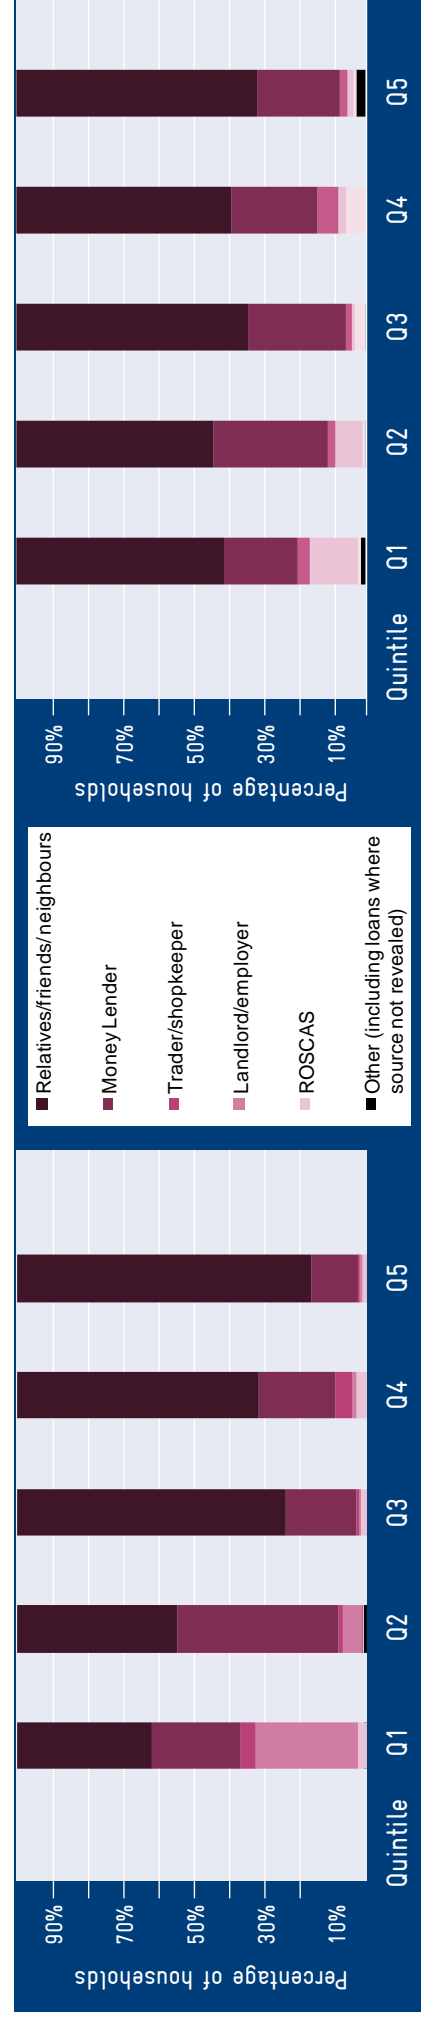 Percentage of households
90%
70%
50%
30%
10%
Quintile Q1 Q2 Q3 Q4 Q5
Relatives/friends/neighbours
Money Lender
Trader/shopkeeper
Landlord/employer
ROSCAS
Other (including loans where
source not revealed)
Percentage of households
90%
70%
50%
30%
10%
Quintile Q1 Q2 Q3 Q4 Q5